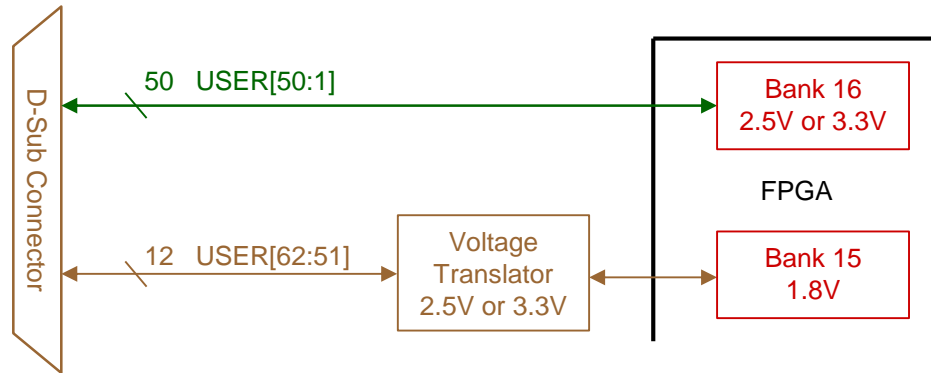 D-Sub Connector
50 USER[50:1]
Bank 16
2.5V or 3.3V
FPGA
12 USER[62:51]
Voltage
Translator
2.5V or 3.3V
Bank 15
1.8V